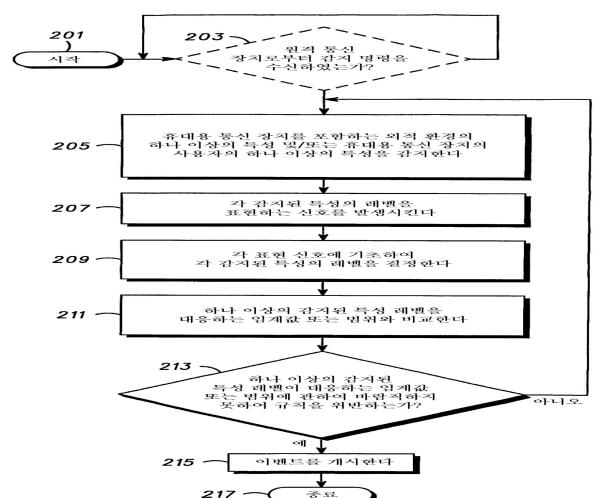 201
시작
203
원격 통신
장치로부터 감지 명령을
수신하였는가?
205
휴대용 통신 장치를 포함하는 외적 환경의
하나 이상의 특성 및/또는 휴대용 통신 장치의
사용자의 하나 이상의 특성을 감지한다
207
각 감지된 특성의 레벨을
표현하는 신호를 발생시킨다
209
각 표현 신호에 기초하여
각 감지된 특성의 레벨을 결정한다
211
하나 이상의 감지된 특성 레벨을
대응하는 임계값 또는 범위와 비교한다
213
하나 이상의 감지된
특성 레벨이 대응하는 임계값
또는 범위에 관하여 바람직하지
못하여 규칙을 위반하는가?
아니오
예
215
이벤트를 개시한다
217
종료